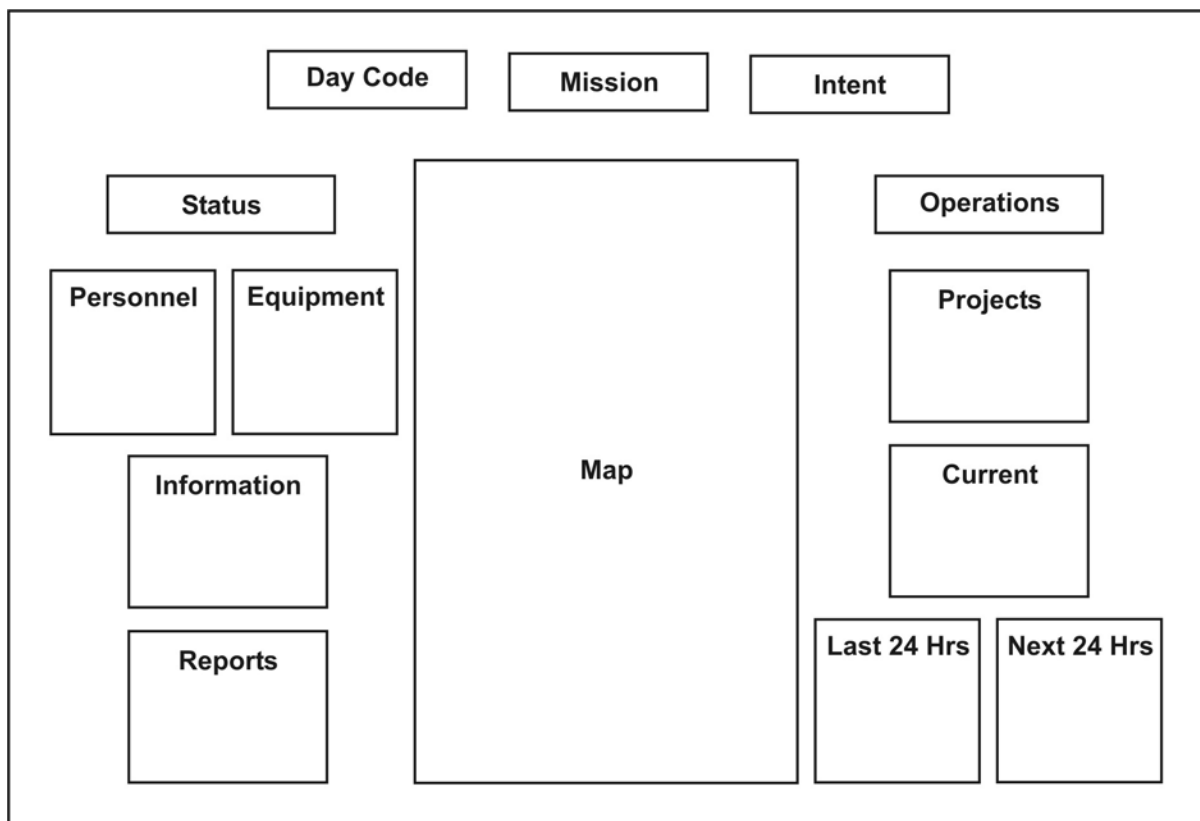 Day Code
Mission
Intent
Status
Operations
Personnel
Equipment
Projects
Map
Current
Information
Reports
Last 24 Hrs
Next 24 Hrs